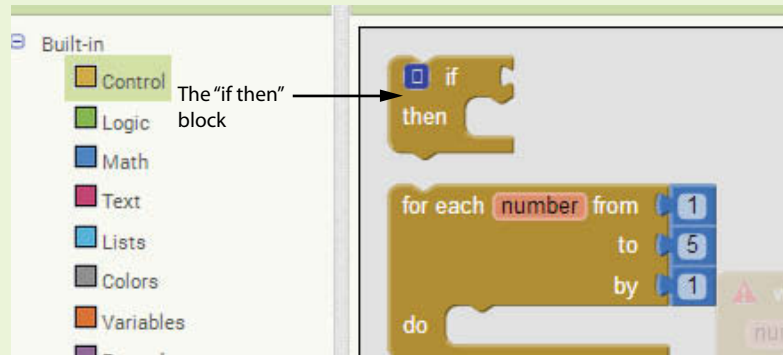 Built-in
Control
Logic
Math
Text
Lists
Colors
Variables
The "if then"
block
if
then
for each number from 1
to 5
by 1
do